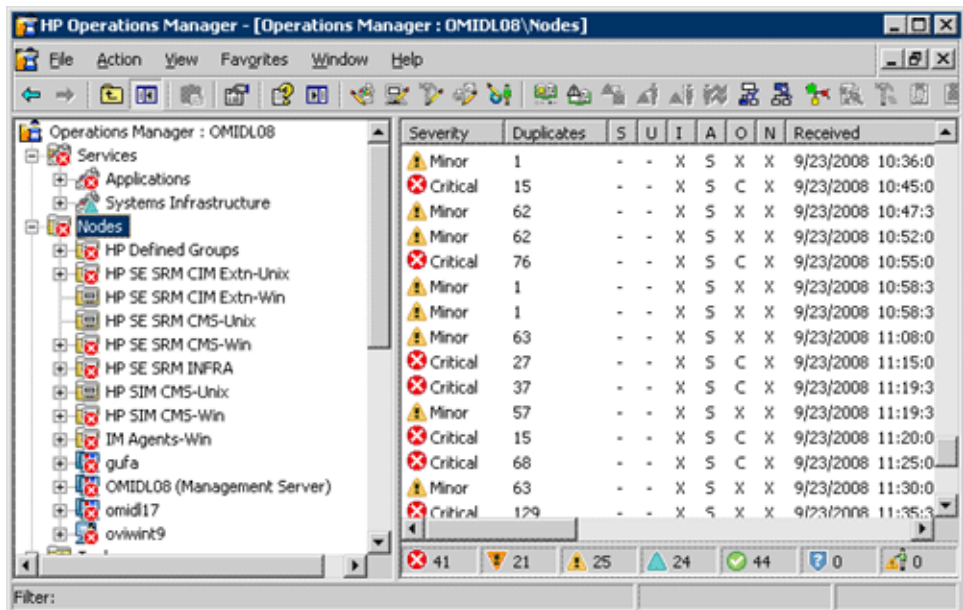 HP Operations Manager - [Operations Manager : OMIDL08\Nodes]
File Action View Favorites Window Help
Operations Manager : OMIDL08
Services
Applications
Systems Infrastructure
Nodes
HP Defined Groups
HP SE SRM CIM Extn-Unix
HP SE SRM CIM Extn-Win
HP SE SRM CMS-Unix
HP SE SRM CMS-Win
HP SE SRM INFRA
HP SIM CMS-Unix
HP SIM CMS-Win
IM Agents-Win
gufa
OMIDL08 (Management Server)
omidl17
oviwint9
Severity Duplicates S U I A O N Received
Minor 1 - - X S X X 9/23/2008 10:36:0
Critical 15 - - X S C X 9/23/2008 10:45:0
Minor 62 - - X S X X 9/23/2008 10:47:3
Minor 62 - - X S X X 9/23/2008 10:52:0
Critical 76 - - X S C X 9/23/2008 10:55:0
Minor 1 - - X S X X 9/23/2008 10:58:3
Minor 1 - - X S X X 9/23/2008 10:58:3
Minor 63 - - X S X X 9/23/2008 11:08:0
Critical 27 - - X S C X 9/23/2008 11:15:0
Critical 37 - - X S C X 9/23/2008 11:19:3
Minor 57 - - X S X X 9/23/2008 11:19:3
Critical 15 - - X S C X 9/23/2008 11:20:0
Critical 68 - - X S C X 9/23/2008 11:25:0
Minor 63 - - X S X X 9/23/2008 11:30:0
Critical 129 - - X S X X 9/23/2008 11:35:3
41 21 25 24 44 0 0
Filter: